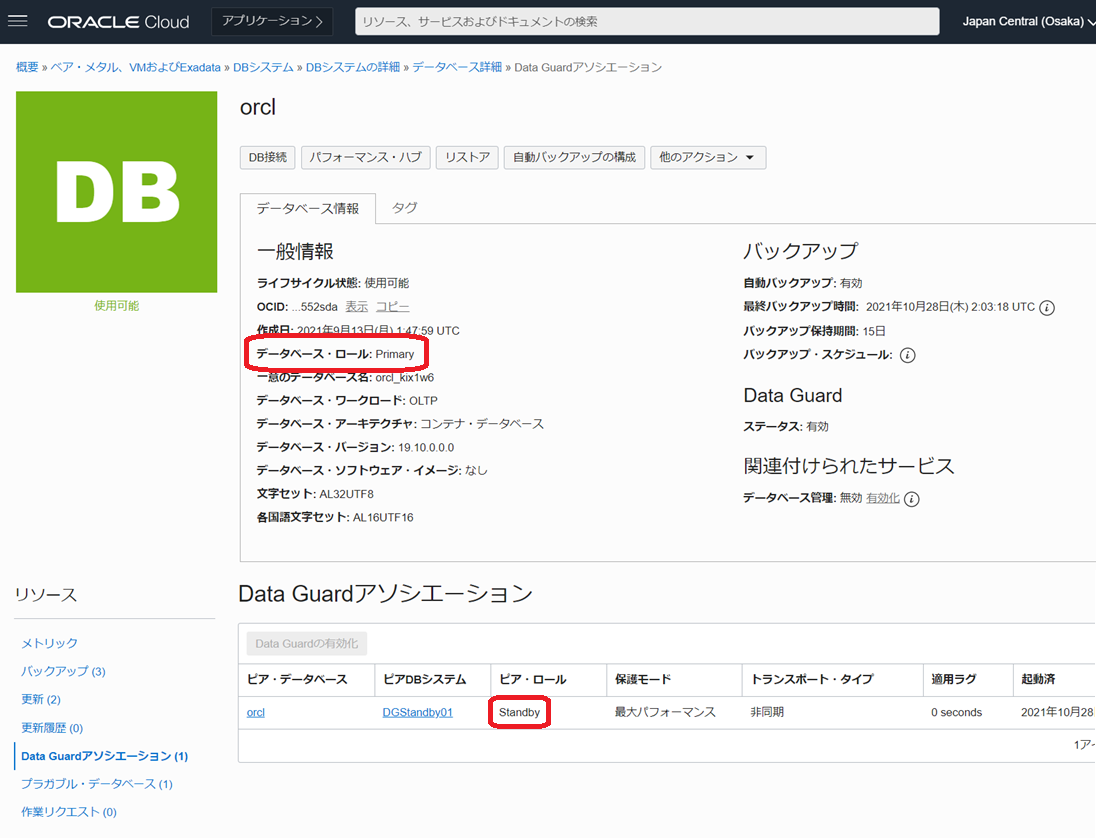 ORACLE Cloud アプリケーション リソース、サービスおよびドキュメントの検索 Japan Central (Osaka)
概要 » ベア・メタル、VMおよびExadata » DBシステム » DBシステムの詳細 » データベース詳細 » Data Guardアソシエーション
DB
使用可能
orcl
DB接続 パフォーマンス・ハブ リストア 自動バックアップの構成 他のアクション
データベース情報 タグ
一般情報
ライフサイクル状態: 使用可能
OCID: ...552sda 表示 コピー
作成日: 2021年9月13日(月) 1:47:59 UTC
データベース・ロール: Primary
一意のデータベース名: orcl_kix1w6
データベース・ワークロード: OLTP
データベース・アーキテクチャ: コンテナ・データベース
データベース・バージョン: 19.10.0.0.0
データベース・ソフトウェア・イメージ: なし
文字セット: AL32UTF8
各国語文字セット: AL16UTF16
バックアップ
自動バックアップ: 有効
最終バックアップ時間: 2021年10月28日(木) 2:03:18 UTC
バックアップ保持期間: 15日
バックアップ・スケジュール:
Data Guard
ステータス: 有効
関連付けられたサービス
データベース管理: 無効 有効化
リソース
メトリック
バックアップ (3)
更新 (2)
更新履歴 (0)
Data Guardアソシエーション (1)
プラガブル・データベース (1)
作業リクエスト (0)
Data Guardアソシエーション
Data Guardの有効化
ピア・データベース ピアDBシステム ピア・ロール 保護モード トランスポート・タイプ 適用ラグ 起動済
orcl DGStandby01 Standby 最大パフォーマンス 非同期 0 seconds 2021年10月28
1ア